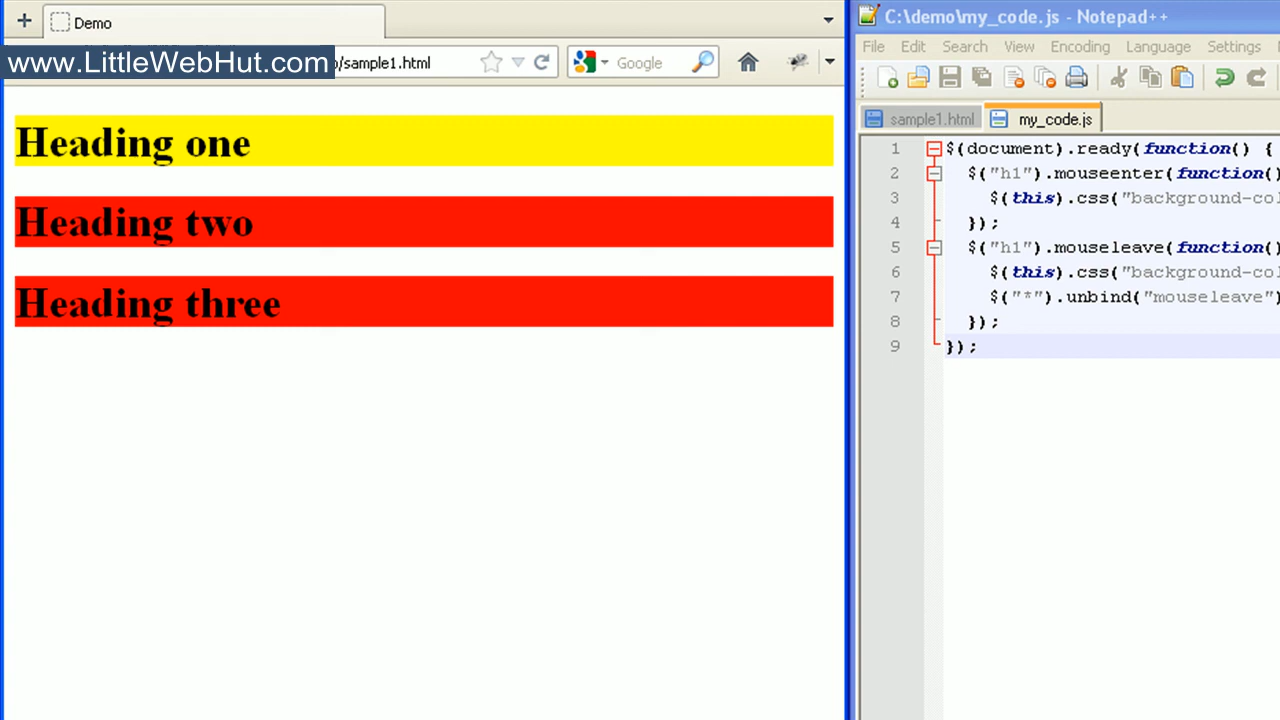 Demo
www.LittleWebHut.com
/sample1.html
Google
Heading one
Heading two
Heading three
C:\demo\my_code.js - Notepad++
File Edit Search View Encoding Language Settings
sample1.html my_code.js
1 $(document).ready(function() {
2 $("h1").mouseenter(function()
3 $(this).css("background-col
4 });
5 $("h1").mouseleave(function()
6 $(this).css("background-col
7 $("*").unbind("mouseleave")
8 });
9 });